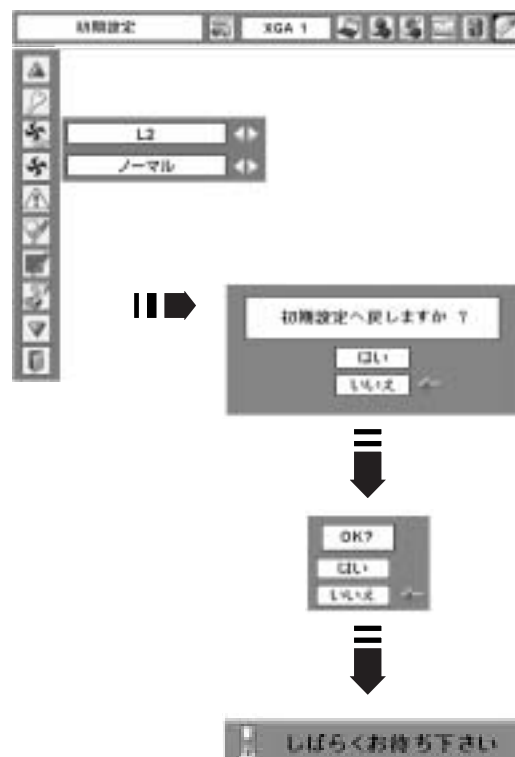 初期設定
XGA 1
L2
ノーマル
初期設定へ戻しますか ?
はい
いいえ
OK?
はい
いいえ
しばらくお待ち下さい